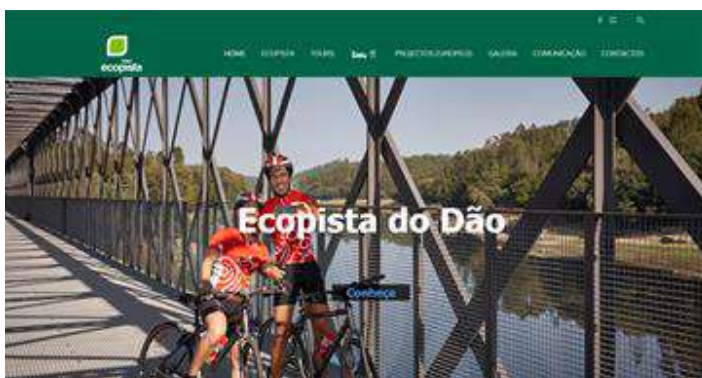 ecopista
HOME ECOPISTA TOURS PROJECTOS EUROPEUS GALERIA COMUNICAÇÃO CONTACTOS
Ecopista do Dão
Conheça